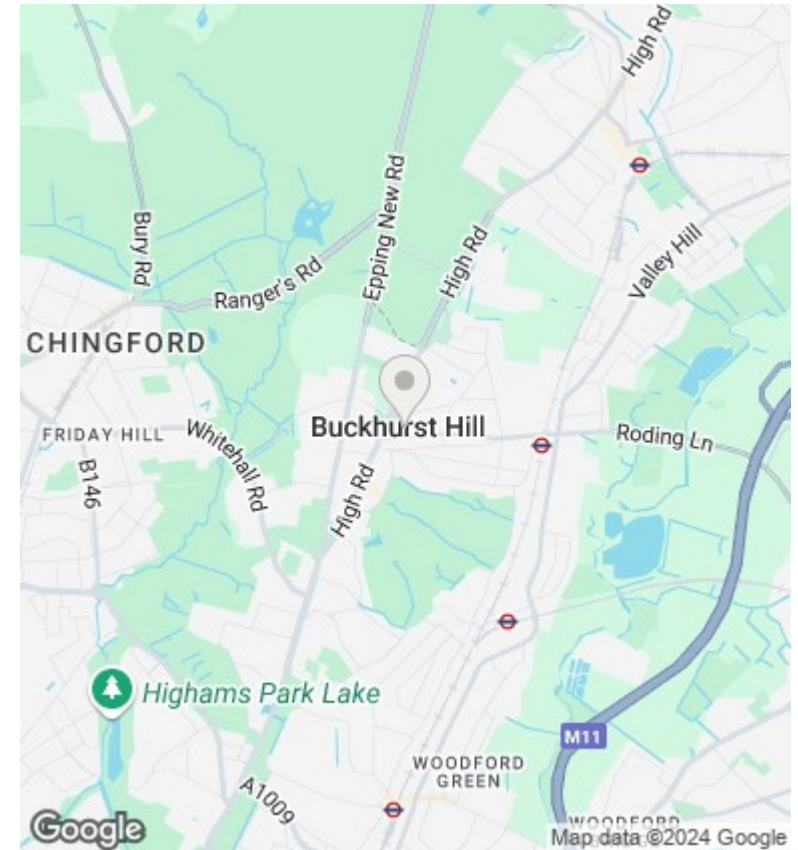 High Rd
Epping New Rd
Bury Rd
High Rd
Valley Hill
Ranger's Rd
CHINGFORD
Buckhurst Hill
FRIDAY HILL
Whitehall Rd
Roding Ln
B146
High Rd
Highams Park Lake
M11
WOODFORD
GREEN
A1009
WOODFORD
Google
Map data ©2024 Google